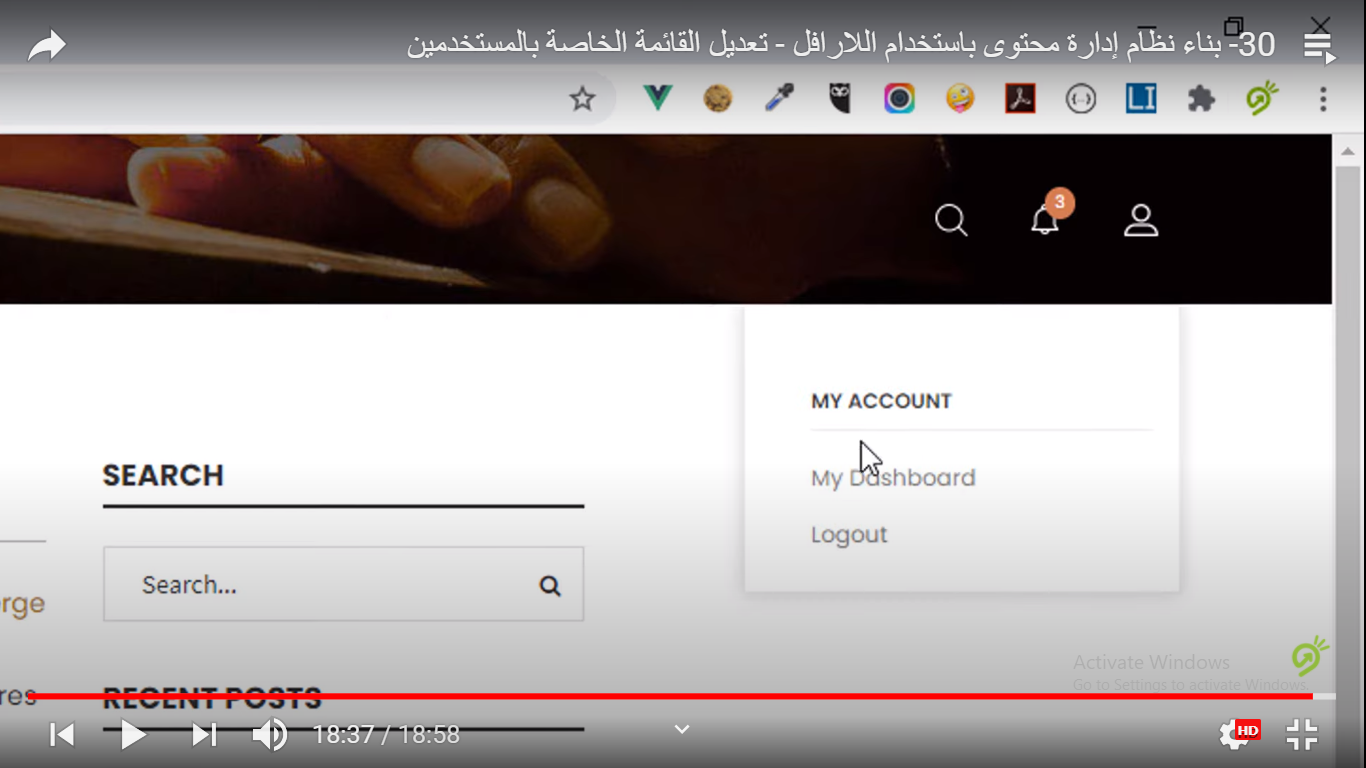 30- بناء نظام إدارة محتوى باستخدام اللارافل - تعديل القائمة الخاصة بالمستخدمين
LI
3
MY ACCOUNT
My Dashboard
Logout
SEARCH
Search...
erge
res
RECENT POSTS
Activate Windows
Go to Settings to activate Windows.
18:37 / 18:58
HD